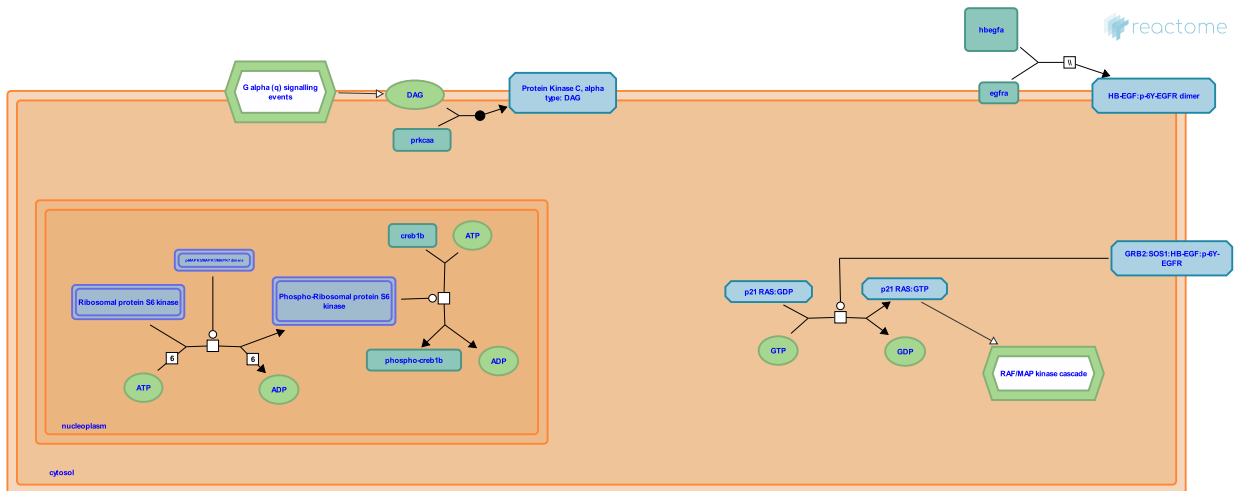 hbegfa
reactome
\\
egfra
HB-EGF:p-6Y-EGFR dimer
G alpha (q) signalling
events
DAG
Protein Kinase C, alpha
type: DAG
prkcaa
creb1b
ATP
Ribosomal protein S6 kinase
Phospho-Ribosomal protein S6
kinase
6
6
ATP
ADP
phospho-creb1b
ADP
nucleoplasm
cytosol
GRB2:SOS1:HB-EGF:p-6Y-
EGFR
p21 RAS:GDP
p21 RAS:GTP
GTP
GDP
RAF/MAP kinase cascade